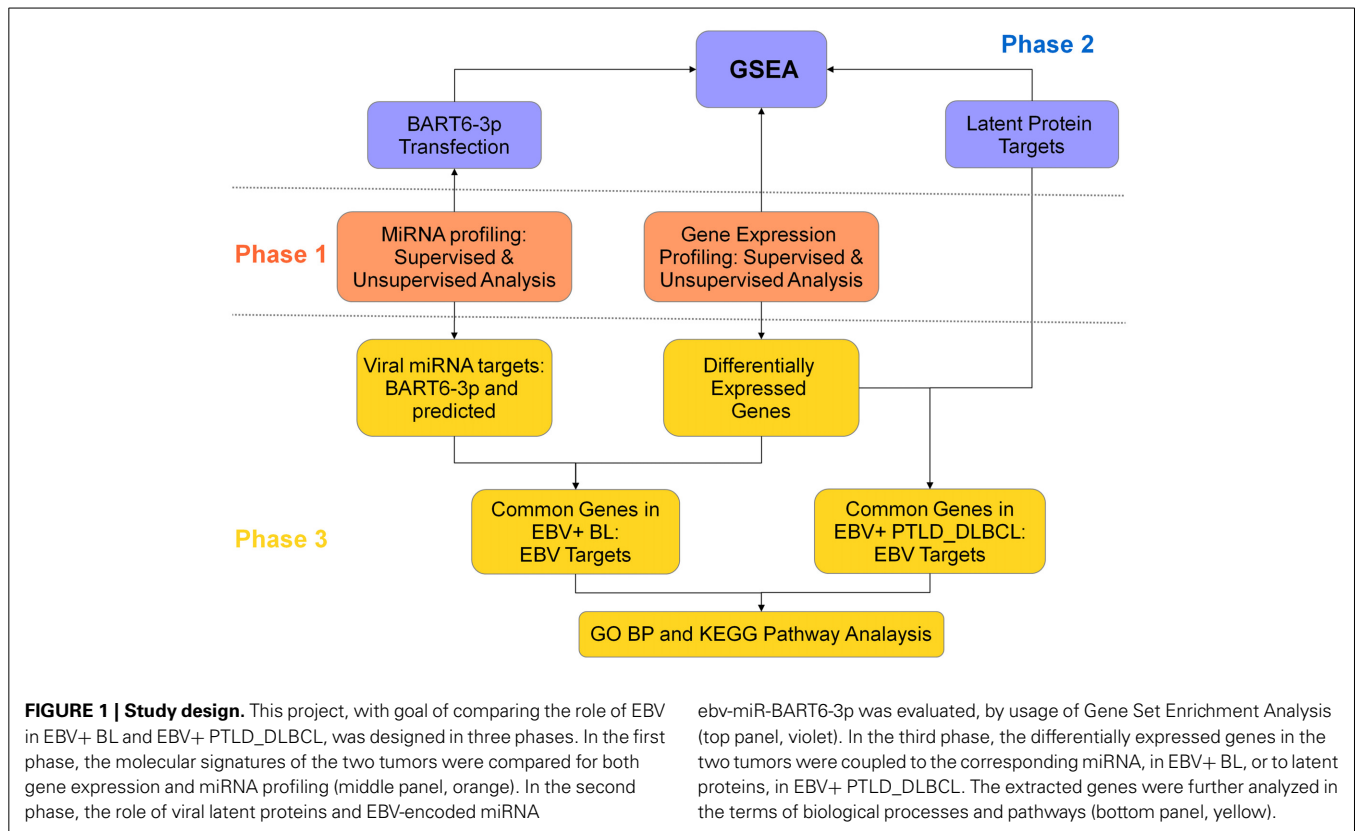 Phase 2
GSEA
BART6-3p
Transfection
Latent Protein
Targets
Phase 1
MiRNA profiling:
Supervised &
Unsupervised Analysis
Gene Expression
Profiling: Supervised &
Unsupervised Analysis
Viral miRNA targets:
BART6-3p and
predicted
Differentially
Expressed
Genes
Phase 3
Common Genes in
EBV+ BL:
EBV Targets
Common Genes in
EBV+ PTLD_DLBCL:
EBV Targets
GO BP and KEGG Pathway Analaysis
FIGURE 1 | Study design. This project, with goal of comparing the role of EBV
in EBV+ BL and EBV+ PTLD_DLBCL, was designed in three phases. In the first
phase, the molecular signatures of the two tumors were compared for both
gene expression and miRNA profiling (middle panel, orange). In the second
phase, the role of viral latent proteins and EBV-encoded miRNA
ebv-miR-BART6-3p was evaluated, by usage of Gene Set Enrichment Analysis
(top panel, violet). In the third phase, the differentially expressed genes in the
two tumors were coupled to the corresponding miRNA, in EBV+ BL, or to latent
proteins, in EBV+ PTLD_DLBCL. The extracted genes were further analyzed in
the terms of biological processes and pathways (bottom panel, yellow).